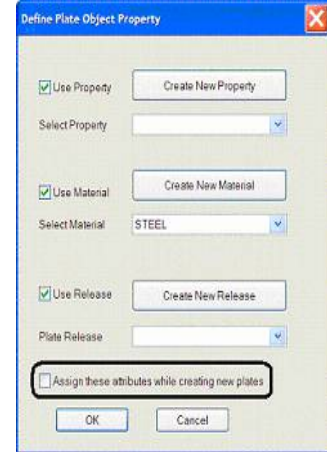 Define Plate Object Property
Use Property
Create New Property
Select Property
Use Material
Create New Material
Select Material
STEEL
Use Release
Create New Release
Plate Release
Assign these attributes while creating new plates
OK
Cancel